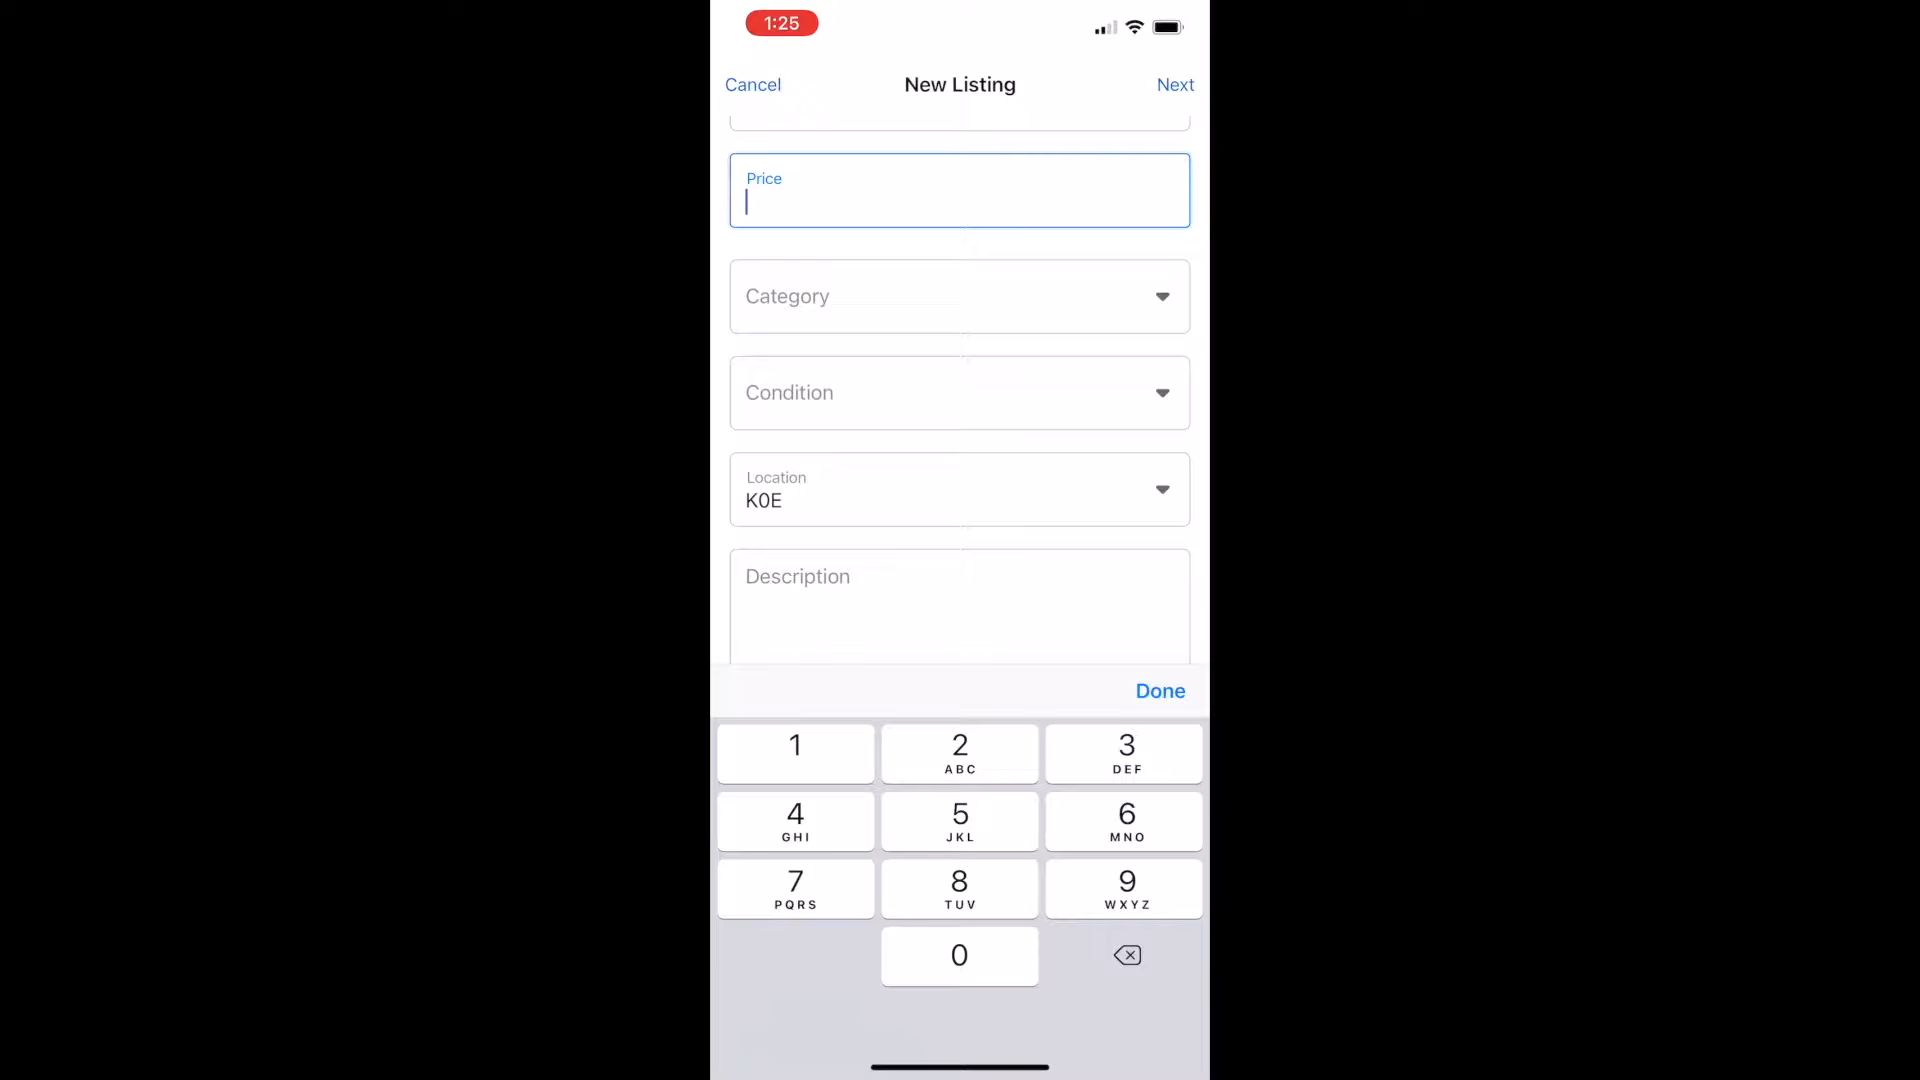 1:25
Cancel New Listing Next
Price
Category
Condition
Location
K0E
Description
Done
1 2 3
ABC DEF
4 5 6
GHI JKL MNO
7 8 9
PQRS TUV WXYZ
0